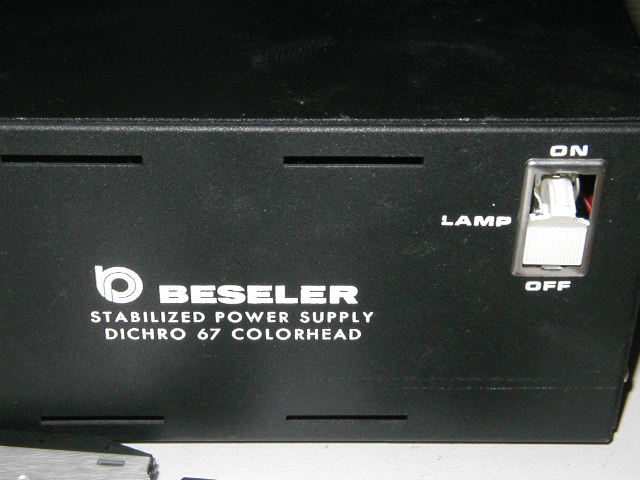 ON
LAMP
OFF
BESELER
STABILIZED POWER SUPPLY
DICHRO 67 COLORHEAD